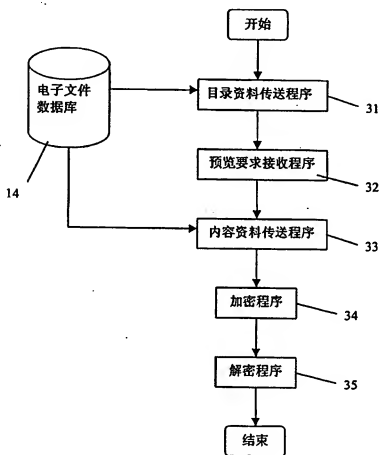 开始
电子文件
数据库
目录资料传送程序
31
预览要求接收程序
14
32
内容资料传送程序
33
加密程序
34
解密程序
35
结束